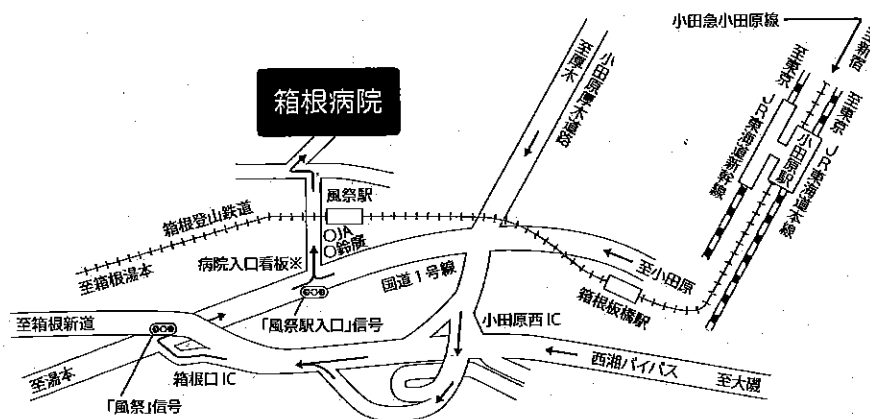 小田急小田原線
至新宿
至東京
JR東海道新幹線
小田原駅
至東京
JR東海道本線
至厚木
小田原厚木道路
箱根病院
風祭駅
箱根登山鉄道
至箱根湯本
○JA
○鈴廣
病院入口看板※
国道1号線
至小田原
箱根板橋駅
「風祭駅入口」信号
小田原西IC
至箱根新道
西湘バイパス
至大磯
至湯本
箱根口IC
「風祭」信号